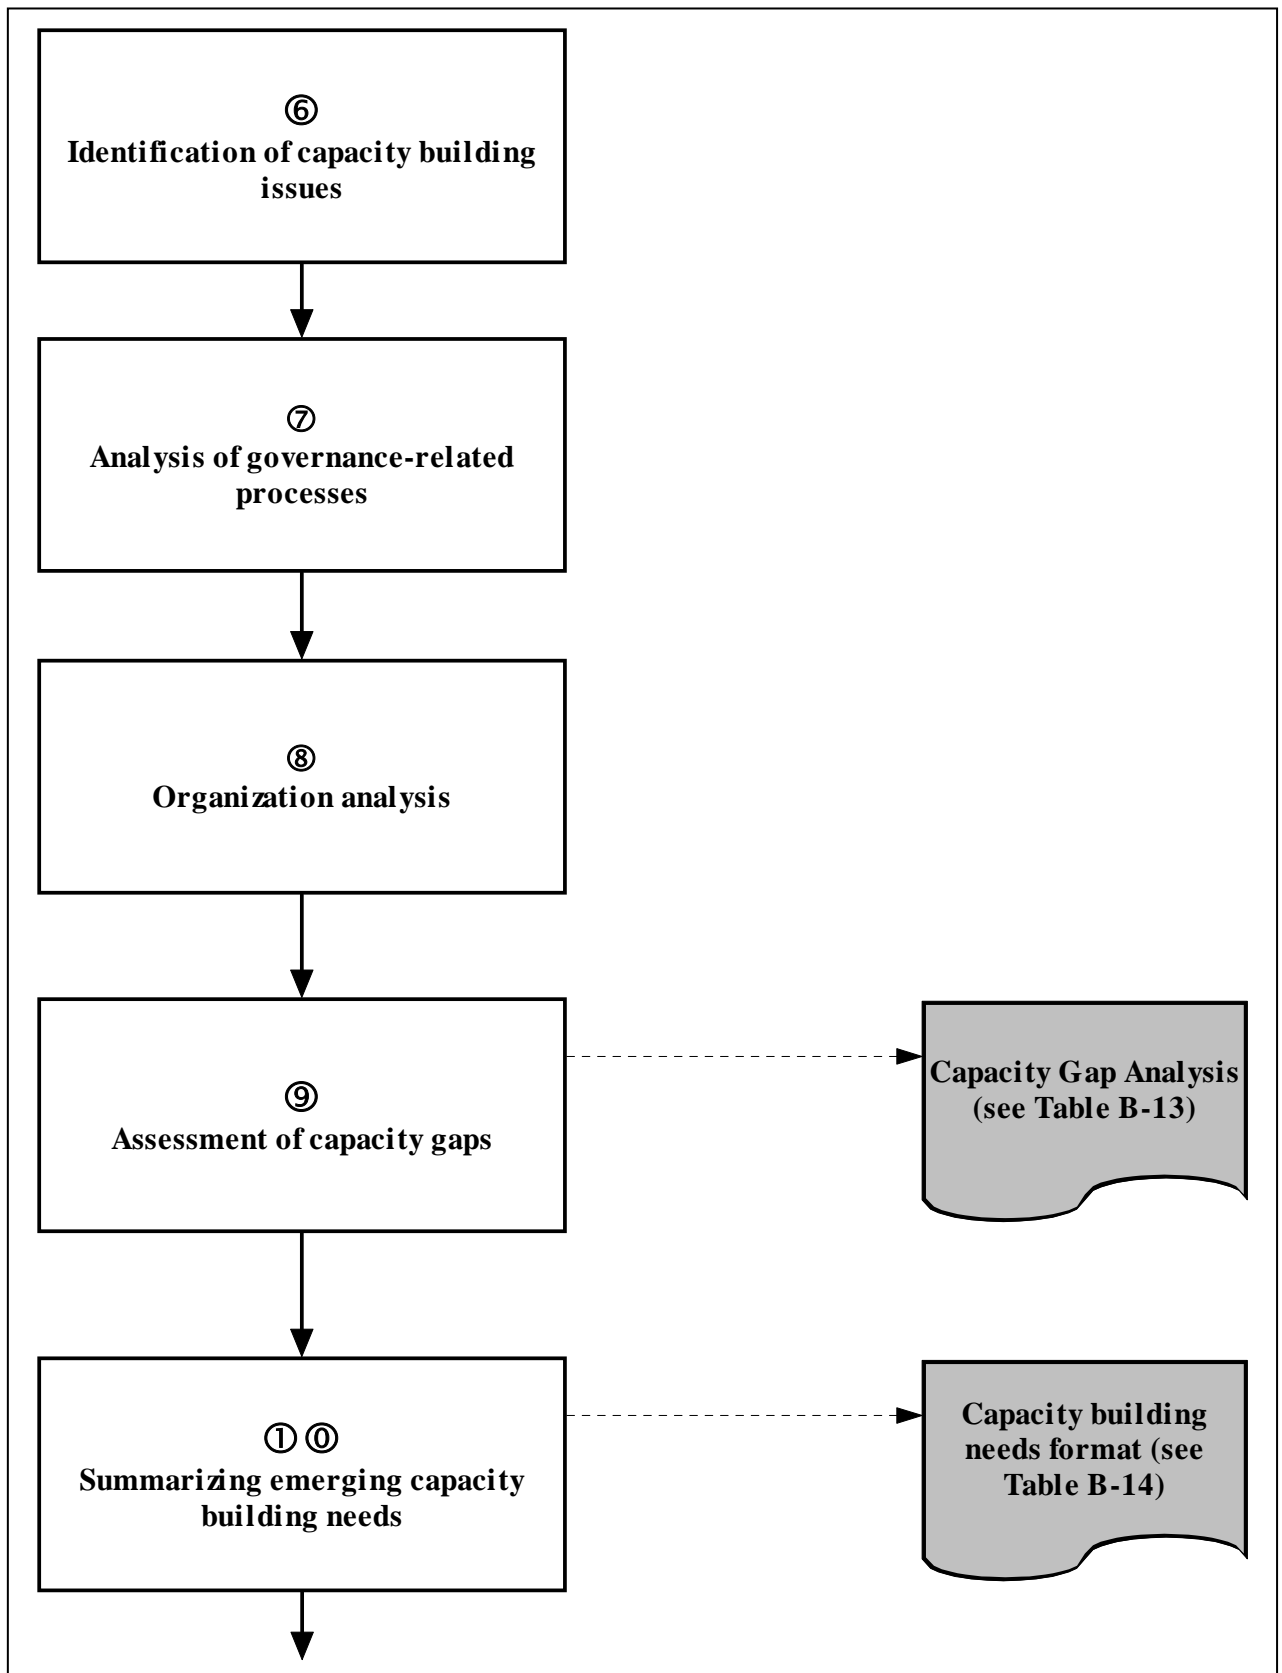 ⑥
Identification of capacity building
issues
⑦
Analysis of governance-related
processes
⑧
Organization analysis
⑨
Assessment of capacity gaps
Capacity Gap Analysis
(see Table B-13)
① ⓪
Summarizing emerging capacity
building needs
Capacity building
needs format (see
Table B-14)